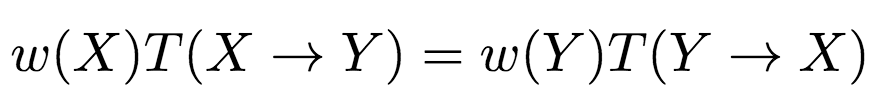 w(X)T(X → Y) = w(Y)T(Y → X)